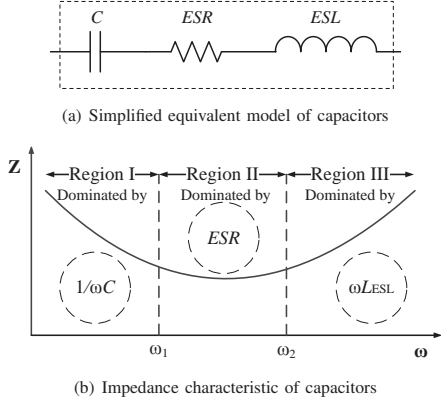 C ESR ESL
(a) Simplified equivalent model of capacitors
Z
Region I Region II Region III
Dominated by Dominated by Dominated by
ESR
1/ωC ωLESL
ω1 ω2 ω
(b) Impedance characteristic of capacitors